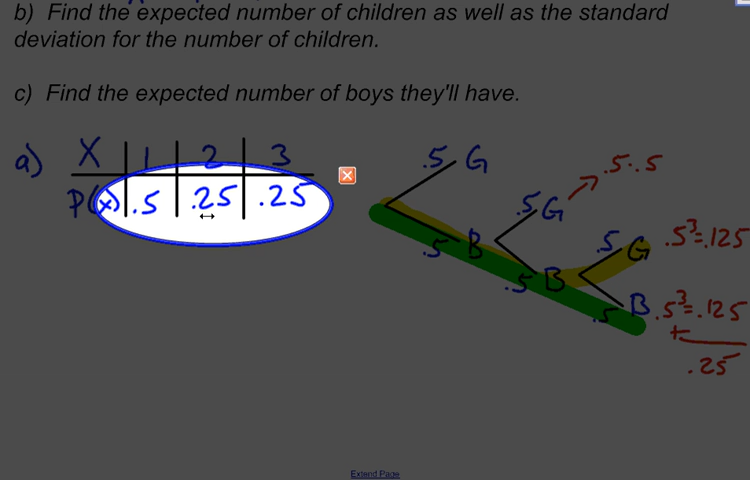 b) Find the expected number of children as well as the standard
deviation for the number of children.
c) Find the expected number of boys they'll have.
a) X 1 2 3
P(x) .5 .25 .25
.5 G
.5·.5
.5 G
.5 B
.5 G .5³=.125
.5 B
.5 B .5³=.125
+
.25
Extend Page